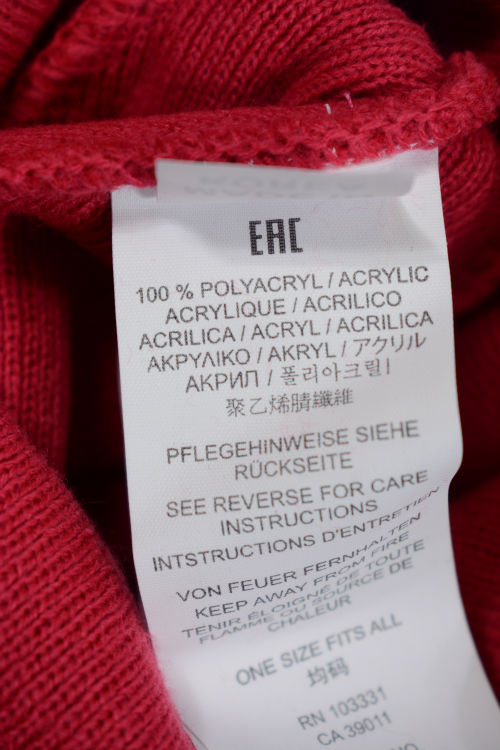 EAC
100 % POLYACRYL / ACRYLIC
ACRYLIQUE / ACRILICO
ACRILICA / ACRYL / ACRILICA
ΑΚΡΥΛΙΚΟ / AKRYL / アクリル
АКРИЛ / 폴리아크릴
聚乙烯腈纖維
PFLEGEHINWEISE SIEHE
RÜCKSEITE
SEE REVERSE FOR CARE
INSTRUCTIONS
INTSTRUCTIONS D'ENTRETIEN
VON FEUER FERNHALTEN
KEEP AWAY FROM FIRE
TENIR ÉLOIGNÉ DE TOUTE
FLAMME OU SOURCE DE
CHALEUR
ONE SIZE FITS ALL
均码
RN 103331
CA 39011